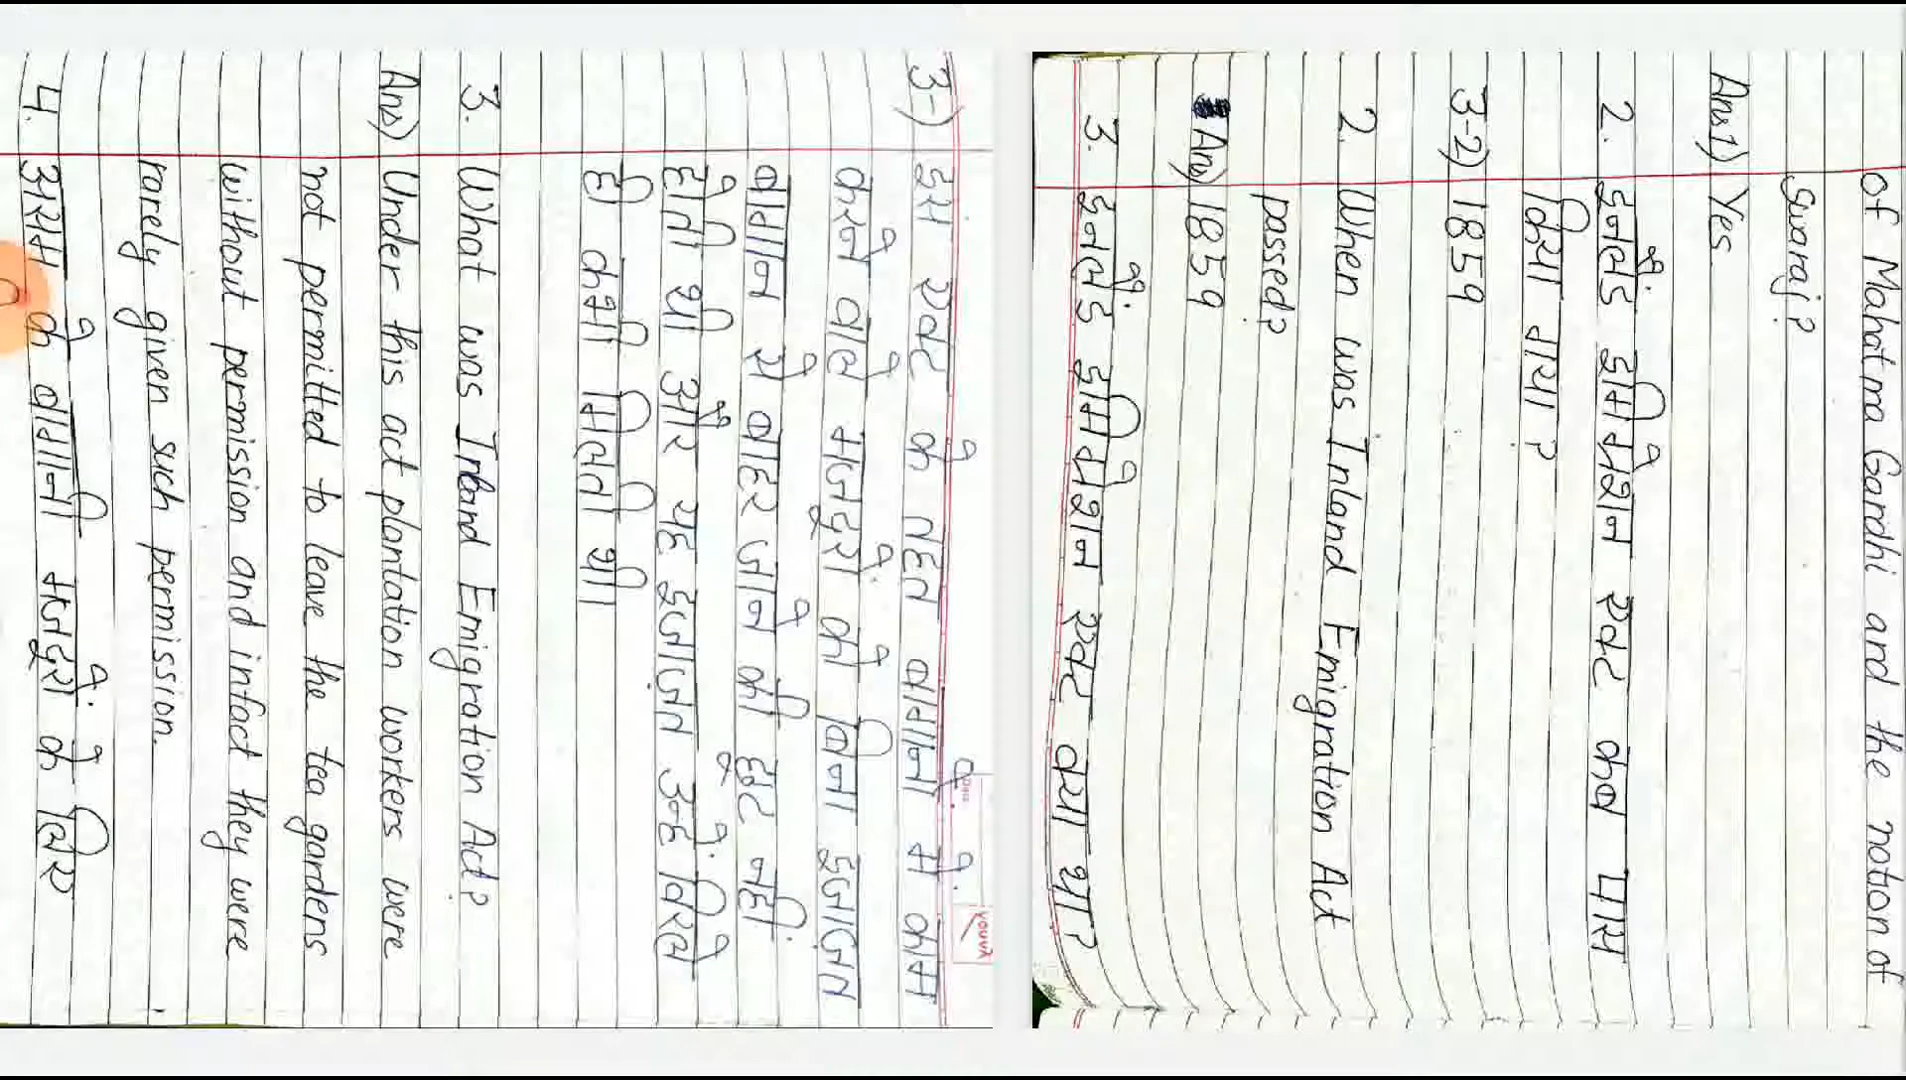 of Mahatma Gandhi and the notion of
swaraj?
Ans1) Yes.
2. इनलैंड इमिग्रेशन एक्ट कब पास
किया गया?
उ-2) 1859
2. When was Inland Emigration Act
passed?
Ans) 1859
3. इनलैंड इमिग्रेशन एक्ट क्या था?
उ-) इस एक्ट के तहत बागानों में काम
करने वाले मजदूरों को बिना इजाजत
बागान से बाहर जाने की छूट नहीं
होती थी और यह इजाजत उन्हें विरले
ही कभी मिलती थी।
3. What was Inland Emigration Act?
Ans) Under this act plantation workers were
not permitted to leave the tea gardens
without permission and infact they were
rarely given such permission.
4. असम के बागानी मजदूरों के लिए